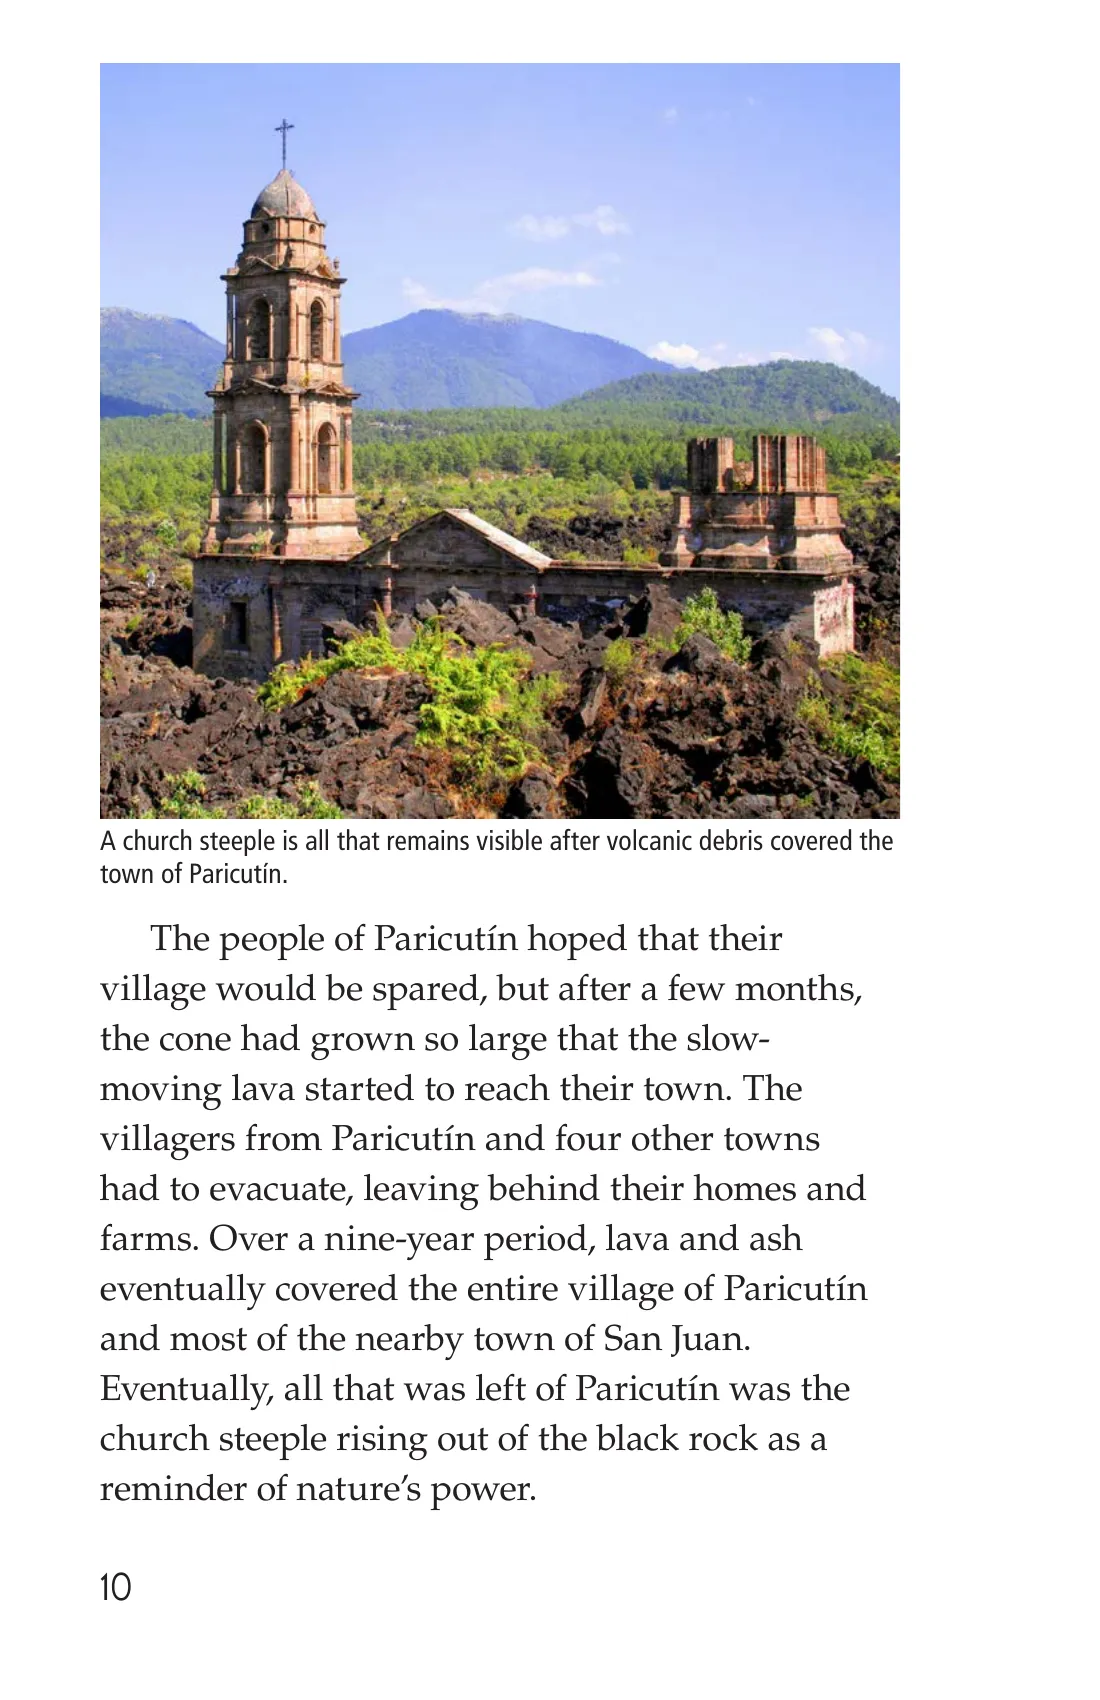 A church steeple is all that remains visible after volcanic debris covered the
town of Paricutín.
The people of Paricutín hoped that their
village would be spared, but after a few months,
the cone had grown so large that the slow-
moving lava started to reach their town. The
villagers from Paricutín and four other towns
had to evacuate, leaving behind their homes and
farms. Over a nine-year period, lava and ash
eventually covered the entire village of Paricutín
and most of the nearby town of San Juan.
Eventually, all that was left of Paricutín was the
church steeple rising out of the black rock as a
reminder of nature’s power.
10